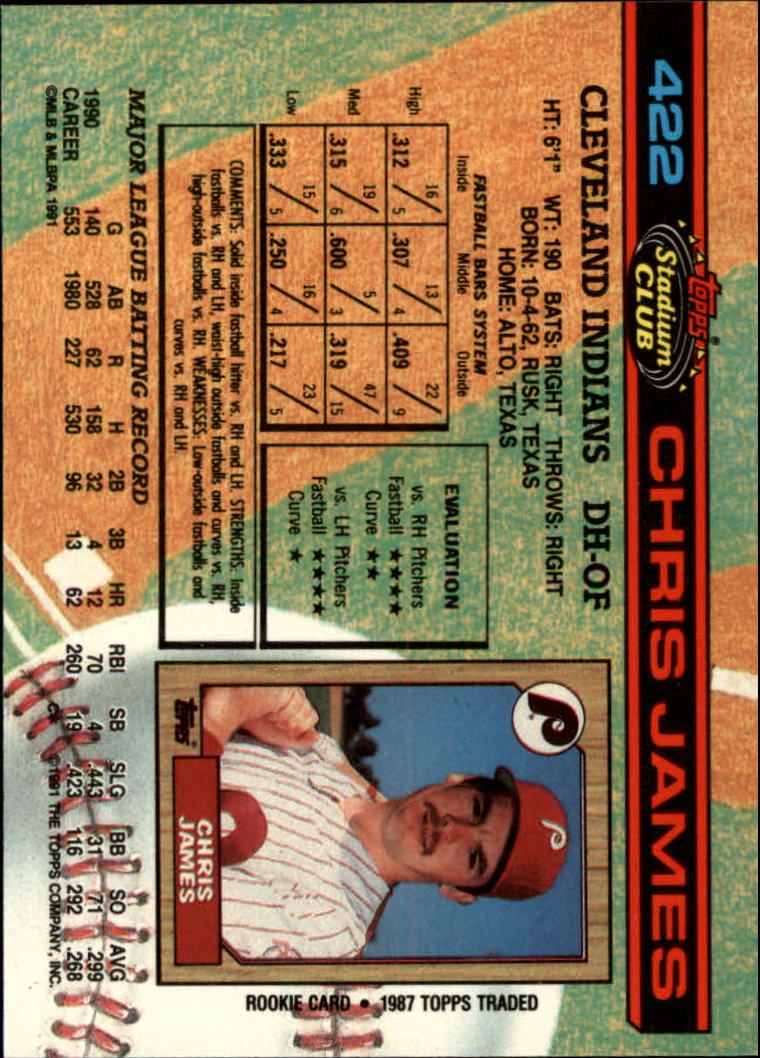 422
topps®
Stadium
CLUB
CHRIS JAMES
CLEVELAND INDIANS DH-OF
HT: 6'1" WT: 190 BATS: RIGHT THROWS: RIGHT
BORN: 10-4-62, RUSK, TEXAS
HOME: ALTO, TEXAS
FASTBALL BARS SYSTEM
Inside Middle Outside
High .312 16/5 .307 13/4 .409 22/9
Med .315 19/6 .600 5/3 .319 47/15
Low .333 15/5 .250 16/4 .217 23/5
EVALUATION
vs. RH Pitchers
Fastball ★★★★
Curve ★★
vs. LH Pitchers
Fastball ★★★★
Curve ★
COMMENTS: Solid inside fastball hitter vs. RH and LH. STRENGTHS: Inside
fastballs vs. RH and LH, waist-high outside fastballs and curves vs. RH,
high-outside fastballs vs. RH. WEAKNESSES: Low-outside fastballs and
curves vs. RH and LH.
P
P
topps
CHRIS
JAMES
ROOKIE CARD • 1987 TOPPS TRADED
MAJOR LEAGUE BATTING RECORD
G AB R H 2B 3B HR RBI SB SLG BB SO AVG
1990 140 528 62 158 32 4 12 70 4 .443 31 71 .299
CAREER 553 1980 227 530 96 13 62 260 19 .423 116 292 .268
©MLB & MLBPA 1991
©1991 THE TOPPS COMPANY, INC.